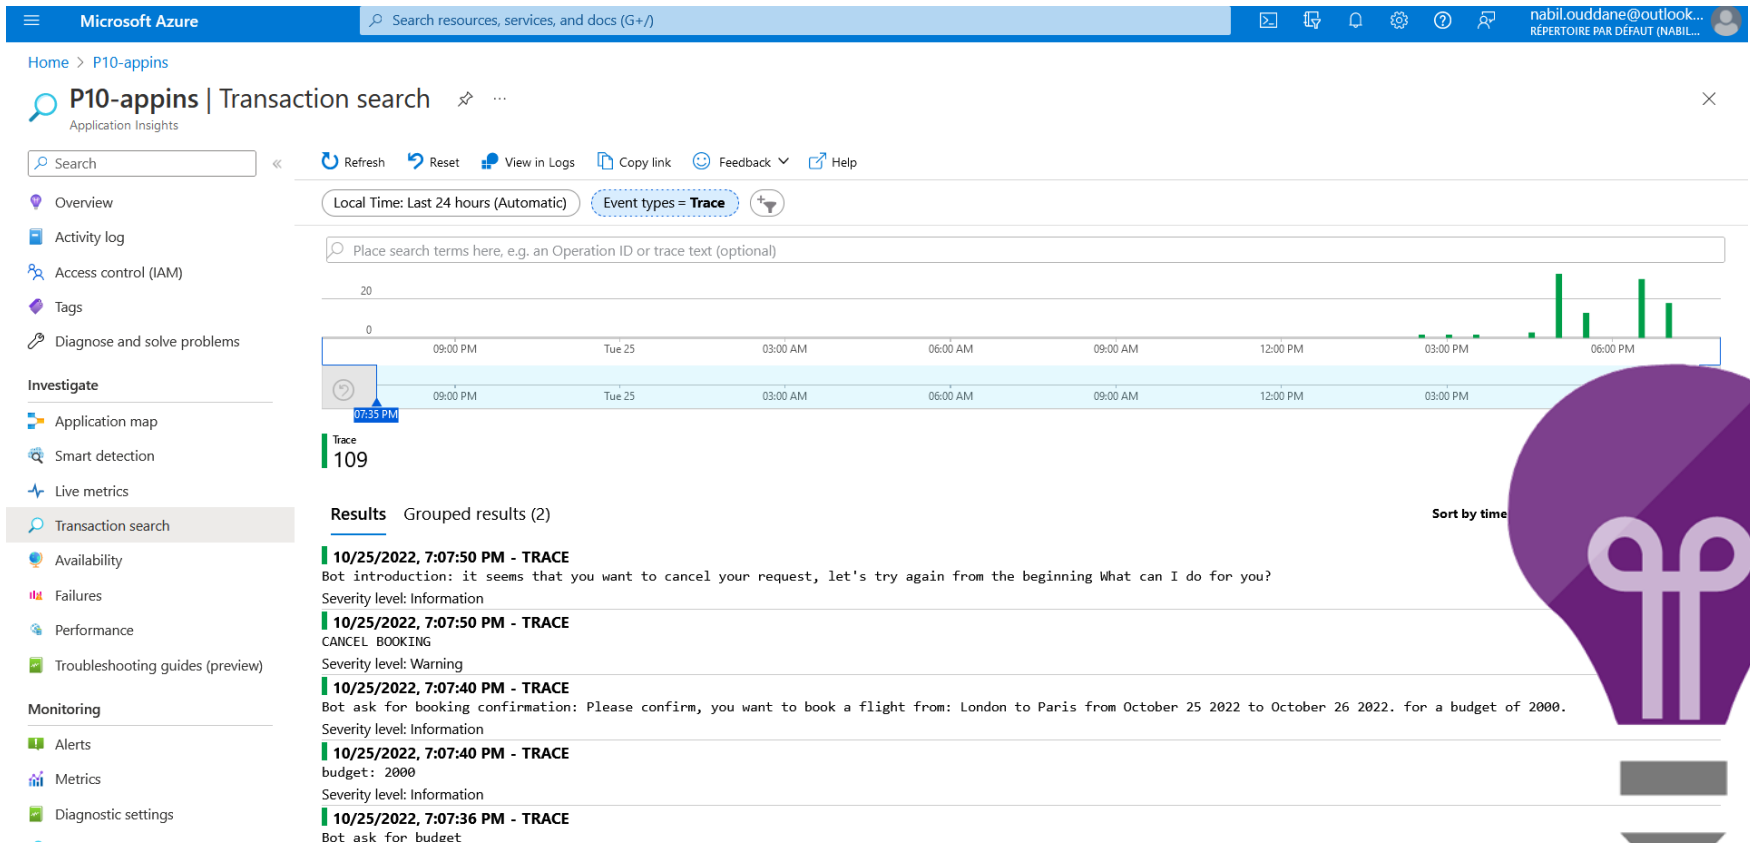 Microsoft Azure
Search resources, services, and docs (G+/)
nabil.ouddane@outlook...
RÉPERTOIRE PAR DÉFAUT (NABIL...
Home > P10-appins
P10-appins | Transaction search ...
Application Insights
Search
«
Refresh Reset View in Logs Copy link Feedback Help
Overview
Activity log
Access control (IAM)
Tags
Diagnose and solve problems
Investigate
Application map
Smart detection
Live metrics
Transaction search
Availability
Failures
Performance
Troubleshooting guides (preview)
Monitoring
Alerts
Metrics
Diagnostic settings
Local Time: Last 24 hours (Automatic) Event types = Trace
Place search terms here, e.g. an Operation ID or trace text (optional)
20
0
09:00 PM Tue 25 03:00 AM 06:00 AM 09:00 AM 12:00 PM 03:00 PM 06:00 PM
09:00 PM Tue 25 03:00 AM 06:00 AM 09:00 AM 12:00 PM 03:00 PM
07:35 PM
Trace
109
Results Grouped results (2)
Sort by time
10/25/2022, 7:07:50 PM - TRACE
Bot introduction: it seems that you want to cancel your request, let's try again from the beginning What can I do for you?
Severity level: Information
10/25/2022, 7:07:50 PM - TRACE
CANCEL BOOKING
Severity level: Warning
10/25/2022, 7:07:40 PM - TRACE
Bot ask for booking confirmation: Please confirm, you want to book a flight from: London to Paris from October 25 2022 to October 26 2022. for a budget of 2000.
Severity level: Information
10/25/2022, 7:07:40 PM - TRACE
budget: 2000
Severity level: Information
10/25/2022, 7:07:36 PM - TRACE
Bot ask for budget